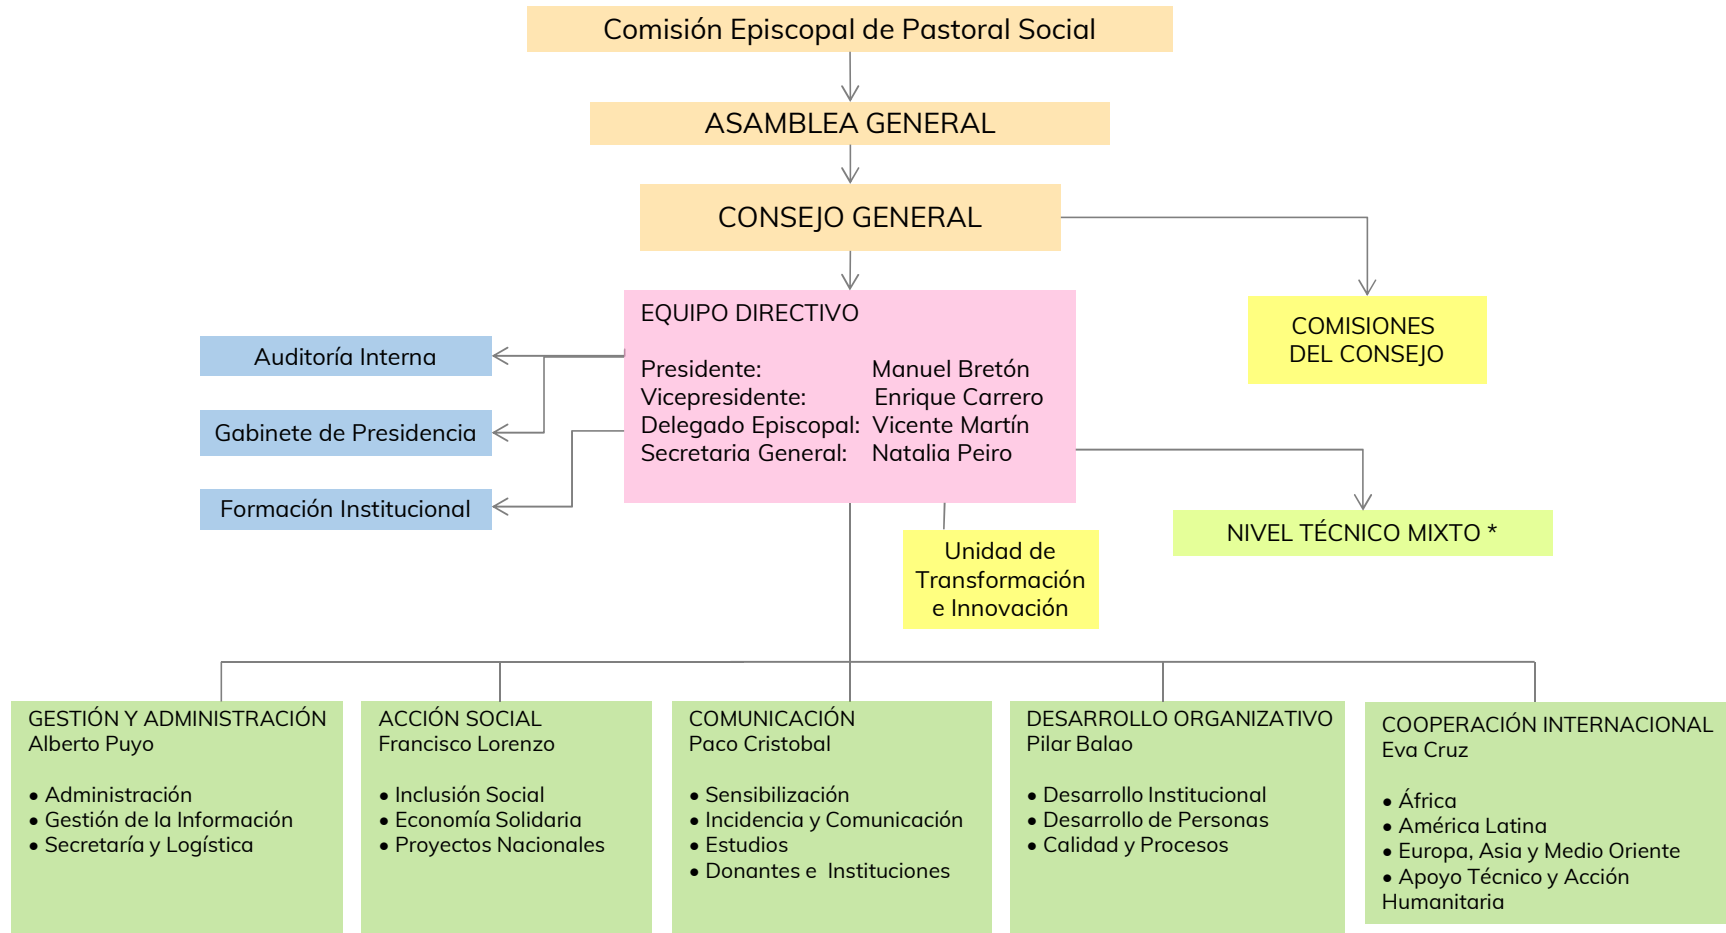 Comisión Episcopal de Pastoral Social
ASAMBLEA GENERAL
CONSEJO GENERAL
COMISIONES
DEL CONSEJO
EQUIPO DIRECTIVO
Presidente: Manuel Bretón
Vicepresidente: Enrique Carrero
Delegado Episcopal: Vicente Martín
Secretaria General: Natalia Peiro
Auditoría Interna
Gabinete de Presidencia
Formación Institucional
NIVEL TÉCNICO MIXTO *
Unidad de
Transformación
e Innovación
GESTIÓN Y ADMINISTRACIÓN
Alberto Puyo
• Administración
• Gestión de la Información
• Secretaría y Logística
ACCIÓN SOCIAL
Francisco Lorenzo
• Inclusión Social
• Economía Solidaria
• Proyectos Nacionales
COMUNICACIÓN
Paco Cristobal
• Sensibilización
• Incidencia y Comunicación
• Estudios
• Donantes e Instituciones
DESARROLLO ORGANIZATIVO
Pilar Balao
• Desarrollo Institucional
• Desarrollo de Personas
• Calidad y Procesos
COOPERACIÓN INTERNACIONAL
Eva Cruz
• África
• América Latina
• Europa, Asia y Medio Oriente
• Apoyo Técnico y Acción
Humanitaria